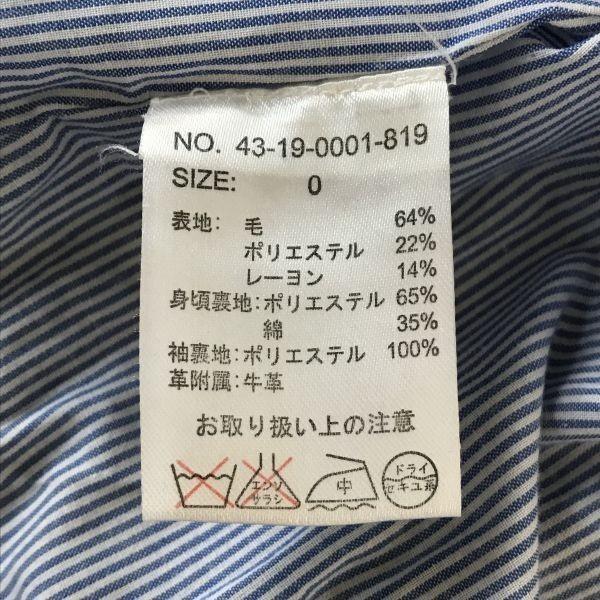 NO. 43-19-0001-819
SIZE: 0
表地: 毛 64%
ポリエステル 22%
レーヨン 14%
身頃裏地:ポリエステル 65%
綿 35%
袖裏地:ポリエステル 100%
革附属:牛革
お取り扱い上の注意
エンソ
サラシ
中
ドライ
セキユ系